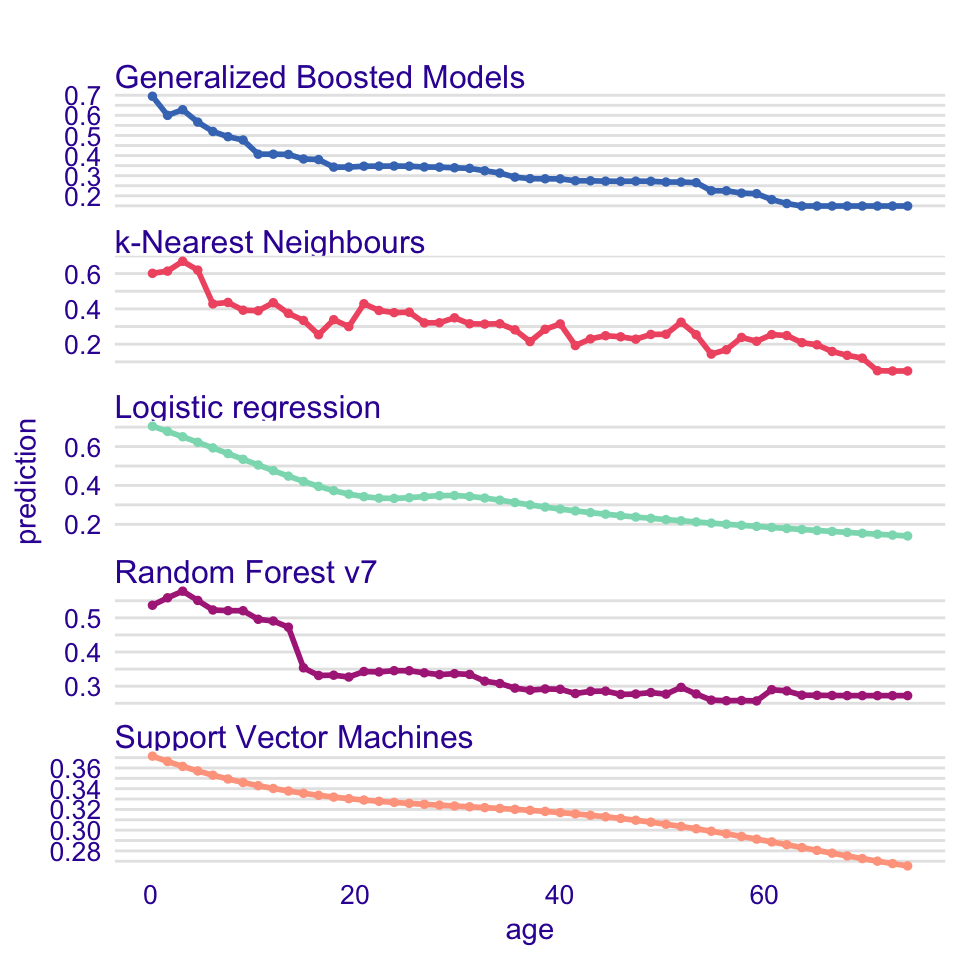 Generalized Boosted Models
0.7
0.6
0.5
0.4
0.3
0.2
k-Nearest Neighbours
0.6
0.4
0.2
Logistic regression
0.6
0.4
0.2
prediction
Random Forest v7
0.5
0.4
0.3
Support Vector Machines
0.36
0.34
0.32
0.30
0.28
0 20 40 60
age